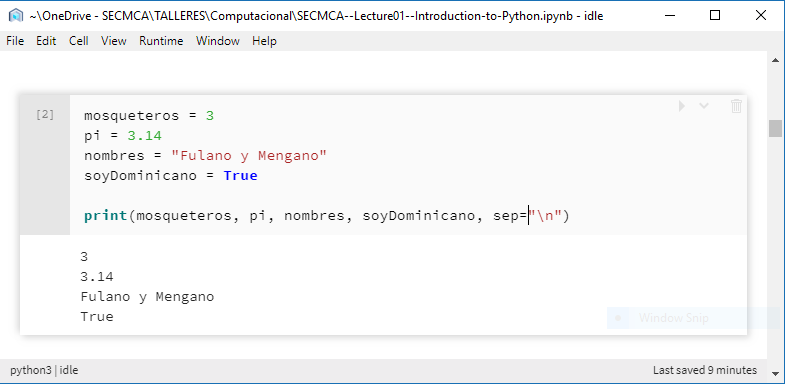 ~\OneDrive - SECMCA\TALLERES\Computacional\SECMCA--Lecture01--Introduction-to-Python.ipynb - idle
File Edit Cell View Runtime Window Help
[2]
mosqueteros = 3
pi = 3.14
nombres = "Fulano y Mengano"
soyDominicano = True
print(mosqueteros, pi, nombres, soyDominicano, sep="\n")
3
3.14
Fulano y Mengano
True
Window Snip
python3 | idle Last saved 9 minutes